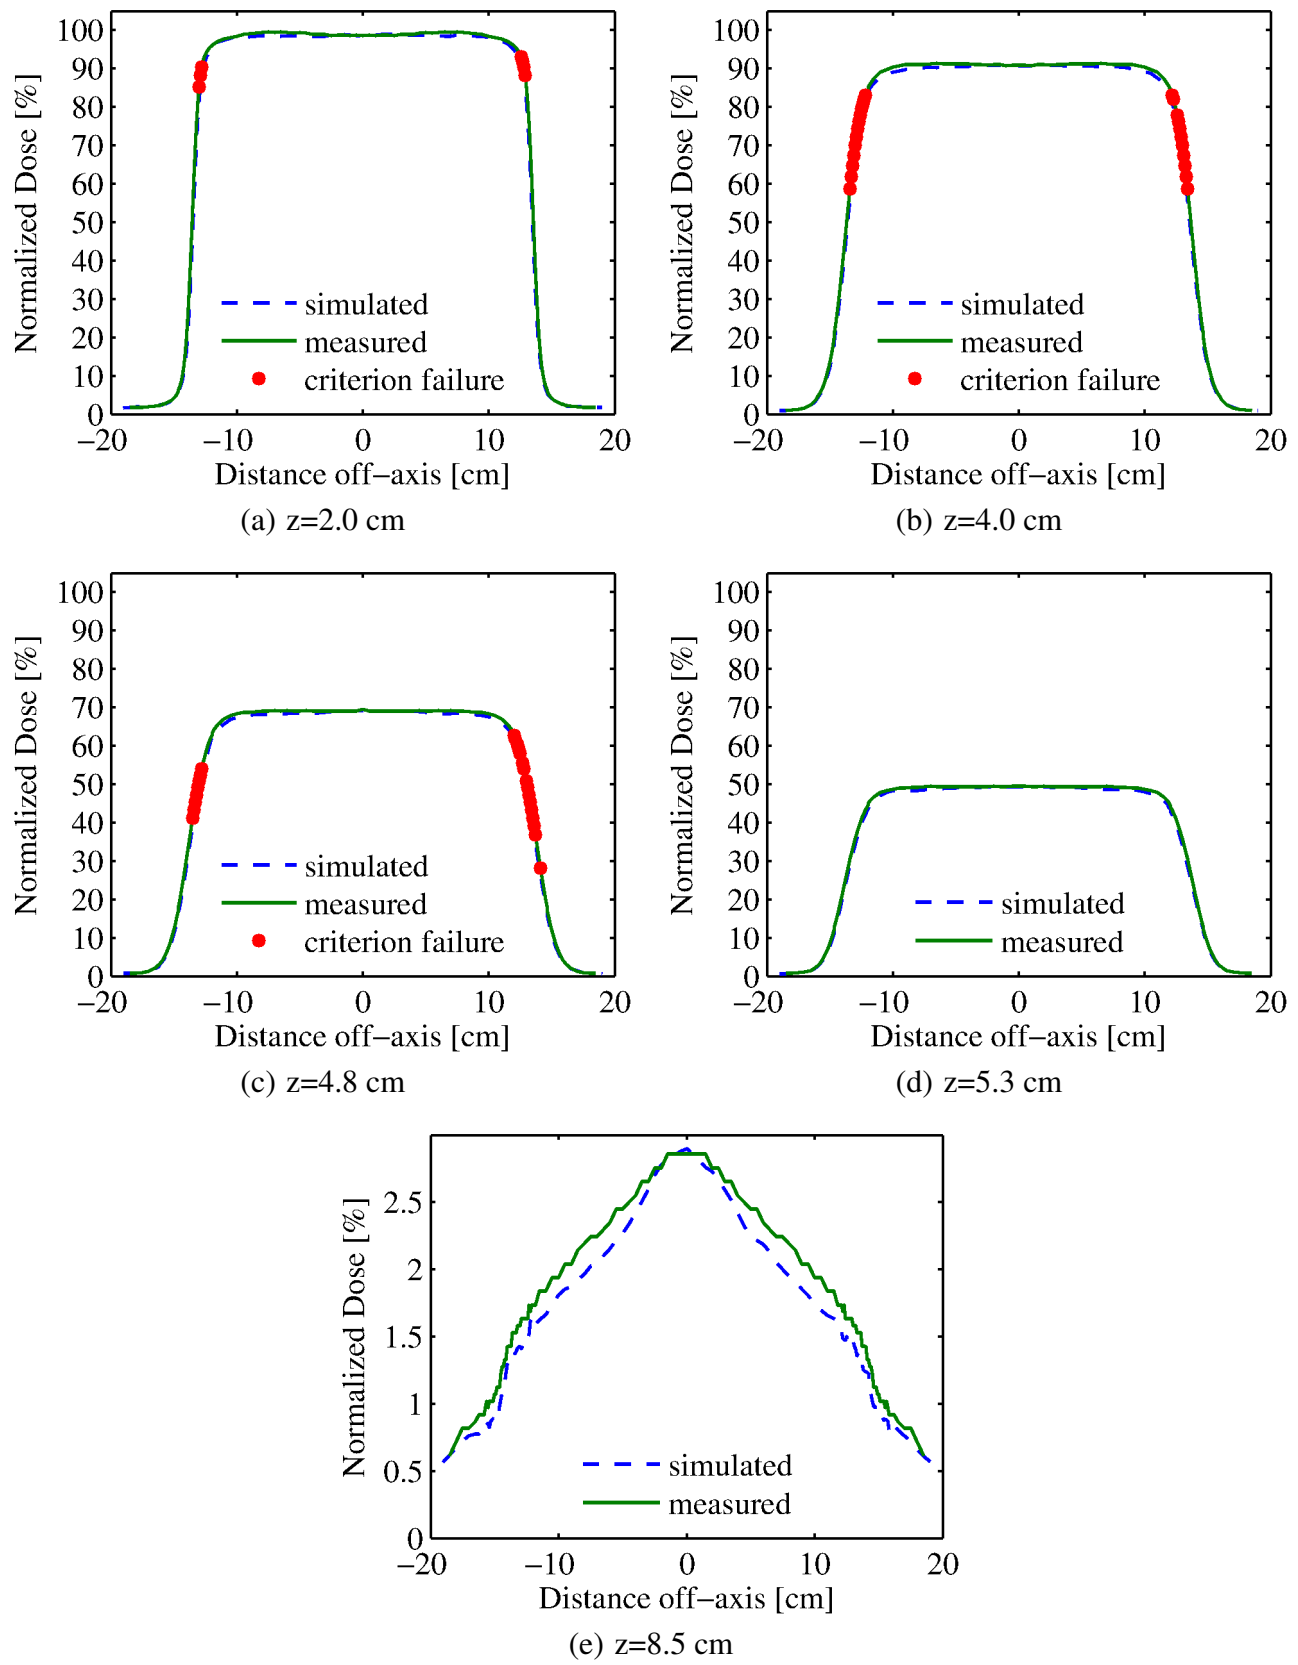 Normalized Dose [%]
100
90
80
70
60
50
40
30
20
10
0
simulated
measured
criterion failure
−20 −10 0 10 20
Distance off−axis [cm]
(a) z=2.0 cm
Normalized Dose [%]
100
90
80
70
60
50
40
30
20
10
0
simulated
measured
criterion failure
−20 −10 0 10 20
Distance off−axis [cm]
(b) z=4.0 cm
Normalized Dose [%]
100
90
80
70
60
50
40
30
20
10
0
simulated
measured
criterion failure
−20 −10 0 10 20
Distance off−axis [cm]
(c) z=4.8 cm
Normalized Dose [%]
100
90
80
70
60
50
40
30
20
10
0
simulated
measured
−20 −10 0 10 20
Distance off−axis [cm]
(d) z=5.3 cm
Normalized Dose [%]
2.5
2
1.5
1
0.5
0
simulated
measured
−20 −10 0 10 20
Distance off−axis [cm]
(e) z=8.5 cm